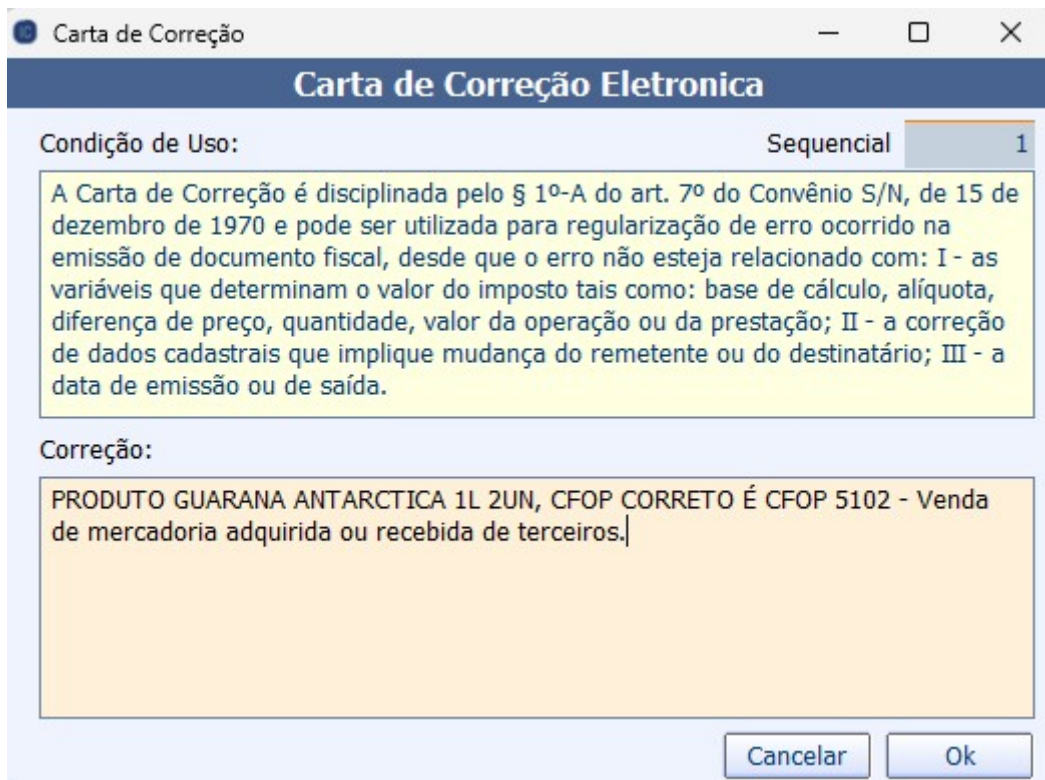 Carta de Correção
Carta de Correção Eletronica
Condição de Uso:
Sequencial 1
A Carta de Correção é disciplinada pelo § 1º-A do art. 7º do Convênio S/N, de 15 de
dezembro de 1970 e pode ser utilizada para regularização de erro ocorrido na
emissão de documento fiscal, desde que o erro não esteja relacionado com: I - as
variáveis que determinam o valor do imposto tais como: base de cálculo, alíquota,
diferença de preço, quantidade, valor da operação ou da prestação; II - a correção
de dados cadastrais que implique mudança do remetente ou do destinatário; III - a
data de emissão ou de saída.
Correção:
PRODUTO GUARANA ANTARCTICA 1L 2UN, CFOP CORRETO É CFOP 5102 - Venda
de mercadoria adquirida ou recebida de terceiros.
Cancelar
Ok